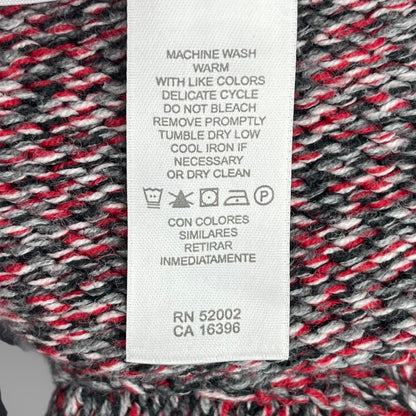 MACHINE WASH
WARM
WITH LIKE COLORS
DELICATE CYCLE
DO NOT BLEACH
REMOVE PROMPTLY
TUMBLE DRY LOW
COOL IRON IF
NECESSARY
OR DRY CLEAN
P
CON COLORES
SIMILARES
RETIRAR
INMEDIATAMENTE
RN 52002
CA 16396